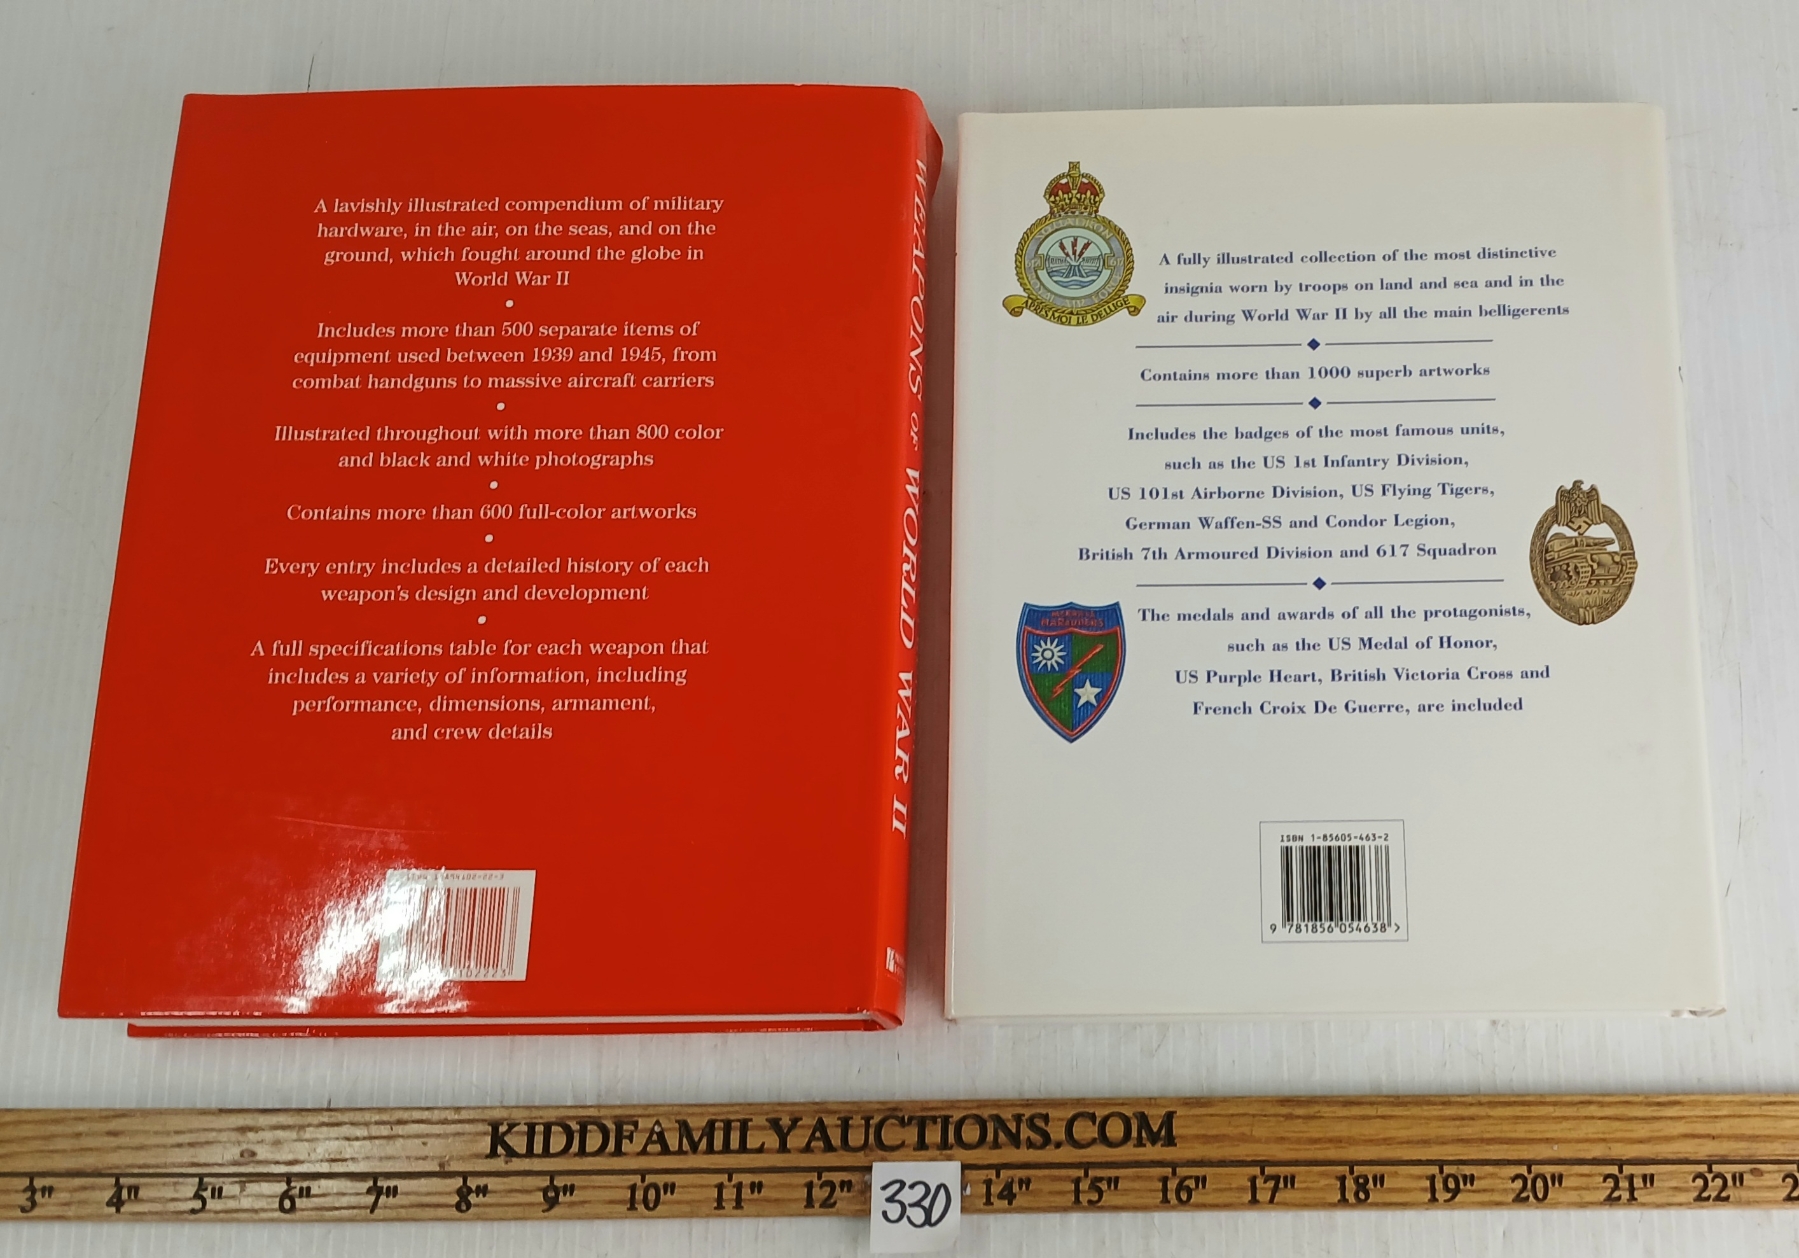 A lavishly illustrated compendium of military
hardware, in the air, on the seas, and on the
ground, which fought around the globe in
World War II
Includes more than 500 separate items of
equipment used between 1939 and 1945, from
combat handguns to massive aircraft carriers
Illustrated throughout with more than 800 color
and black and white photographs
Contains more than 600 full-color artworks
Every entry includes a detailed history of each
weapon's design and development
A full specifications table for each weapon that
includes a variety of information, including
performance, dimensions, armament,
and crew details
WEAPONS OF WORLD WAR II
APRES MOI LE DELUGE
A fully illustrated collection of the most distinctive
insignia worn by troops on land and sea and in the
air during World War II by all the main belligerents
Contains more than 1000 superb artworks
Includes the badges of the most famous units,
such as the US 1st Infantry Division,
US 101st Airborne Division, US Flying Tigers,
German Waffen-SS and Condor Legion,
British 7th Armoured Division and 617 Squadron
MARAUDERS
The medals and awards of all the protagonists,
such as the US Medal of Honor,
US Purple Heart, British Victoria Cross and
French Croix De Guerre, are included
ISBN 1-85605-463-2
9 781856 054638 >
KIDDFAMILYAUCTIONS.COM
3" 4" 5" 6" 7" 8" 9" 10" 11" 12" 330 14" 15" 16" 17" 18" 19" 20" 21" 22"